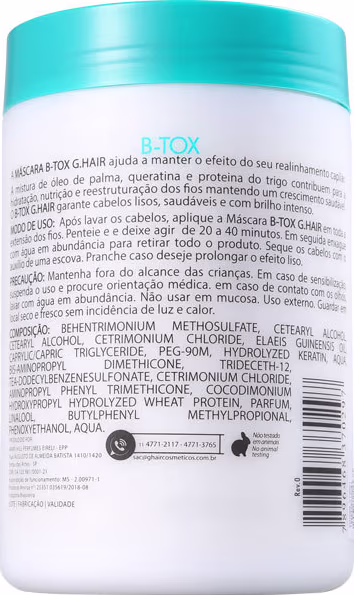 B-TOX
A MÁSCARA B-TOX G.HAIR ajuda a manter o efeito do seu realinhamento capilar.
A mistura de óleo de palma, queratina e proteina do trigo contribuem para a
hidratação, nutrição e reestruturação dos fios mantendo um crescimento saudável
O B-TOX G.HAIR garante cabelos lisos, saudáveis e com brilho intenso.
MODO DE USO: Após lavar os cabelos, aplique a Máscara B-TOX G.HAIR em toda a
extensão dos fios. Penteie e e deixe agir de 20 a 40 minutos. Em seguida enxague
com água em abundância para retirar todo o produto. Seque os cabelos com o
auxílio de uma escova. Pranche caso deseje prolongar o efeito liso.
PRECAUÇÃO: Mantenha fora do alcance das crianças. Em caso de sensibilização,
suspenda o uso e procure orientação médica. em caso de contato com os olhos,
lavar com água em abundância. Não usar em mucosa. Uso externo. Guardar em
local seco e fresco sem incidência de luz e calor.
COMPOSIÇÃO: BEHENTRIMONIUM METHOSULFATE, CETEARYL ALCOHOL,
CETEARYL ALCOHOL, CETRIMONIUM CHLORIDE, ELAEIS GUINEENSIS OIL,
CAPRYLIC/CAPRIC TRIGLYCERIDE, PEG-90M, HYDROLYZED KERATIN, AQUA,
BIS-AMINOPROPYL DIMETHICONE, TRIDECETH-12,
TEA-DODECYLBENZENESULFONATE, CETRIMONIUM CHLORIDE,
AMINOPROPYL PHENYL TRIMETHICONE, COCODIMONIUM
HYDROXYPROPYL HYDROLYZED WHEAT PROTEIN, PARFUM,
LINALOOL, BUTYLPHENYL METHYLPROPIONAL,
PHENOXYETHANOL, AQUA.
11 4771-2117 - 4771-3765
sac@ghaircosmeticos.com.br
Não testado
em animais
No animal
testing
PERFUMES EIRELI - EPP
Indústria Brasileira
LOTE / FABRICAÇÃO / VALIDADE
Rev.0